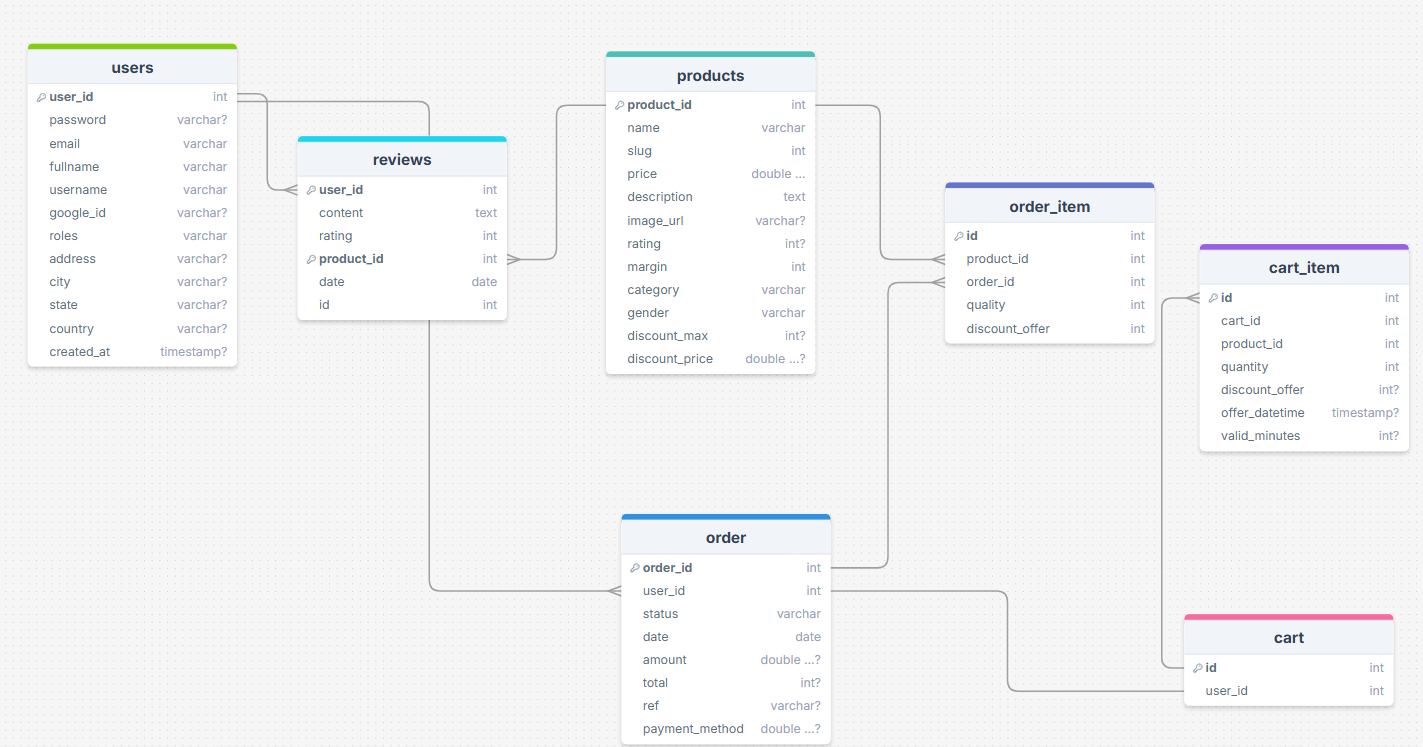 users
user_id int
password varchar?
email varchar
fullname varchar
username varchar
google_id varchar?
roles varchar
address varchar?
city varchar?
state varchar?
country varchar?
created_at timestamp?
reviews
user_id int
content text
rating int
product_id int
date date
id int
products
product_id int
name varchar
slug int
price double ...
description text
image_url varchar?
rating int?
margin int
category varchar
gender varchar
discount_max int?
discount_price double ...?
order_item
id int
product_id int
order_id int
quality int
discount_offer int
cart_item
id int
cart_id int
product_id int
quantity int
discount_offer int?
offer_datetime timestamp?
valid_minutes int?
order
order_id int
user_id int
status varchar
date date
amount double ...?
total int?
ref varchar?
payment_method double ...?
cart
id int
user_id int